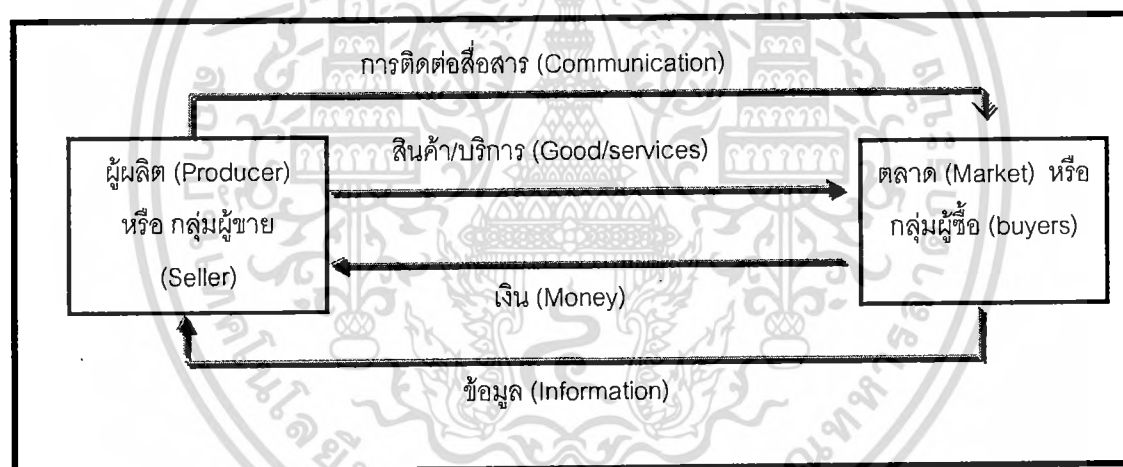 การติดต่อสื่อสาร (Communication)
ผู้ผลิต (Producer)
หรือ กลุ่มผู้ขาย
(Seller)
สินค้า/บริการ (Good/services)
ตลาด (Market) หรือ
กลุ่มผู้ซื้อ (buyers)
เงิน (Money)
ข้อมูล (Information)